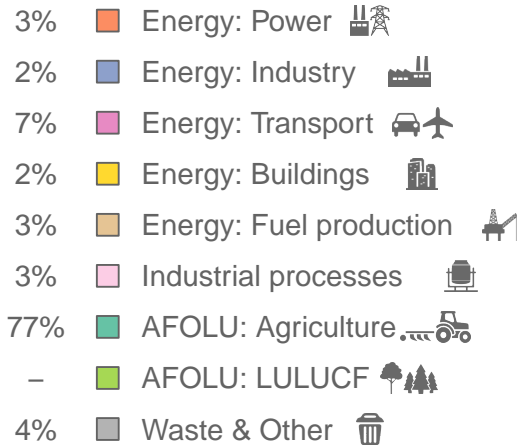 3% Energy: Power
2% Energy: Industry
7% Energy: Transport
2% Energy: Buildings
3% Energy: Fuel production
3% Industrial processes
77% AFOLU: Agriculture
– AFOLU: LULUCF
4% Waste & Other